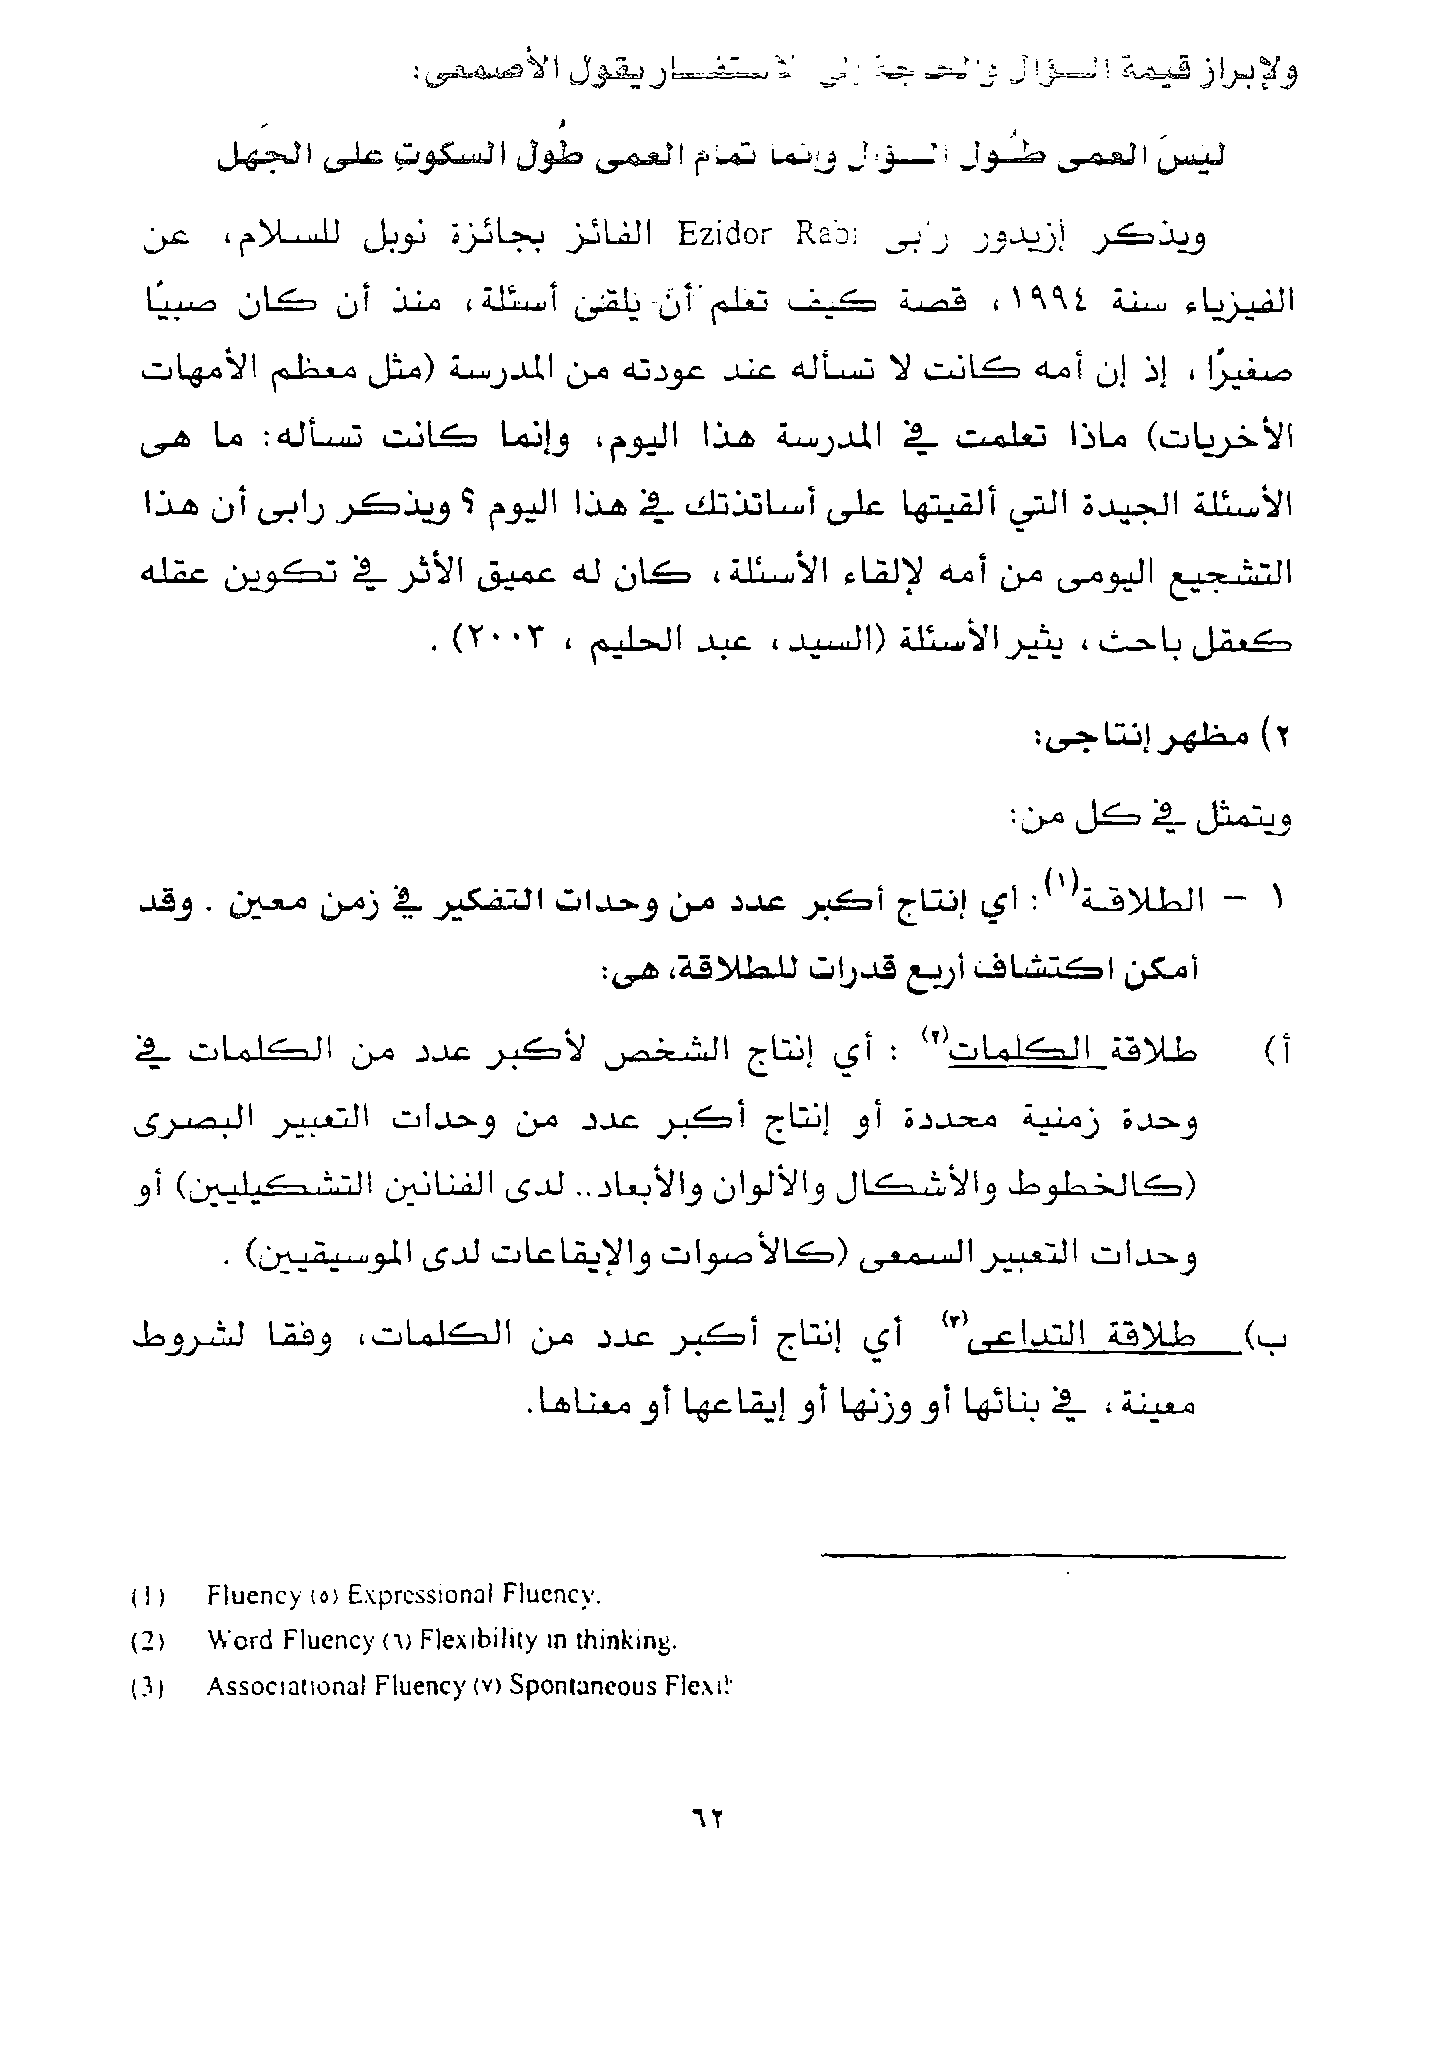 ولإبراز قيمة السؤال والحاجة إلى الاستفسار يقول الأصمعى:
ليسَ العمى طُول السؤال وإنما تمام العمى طُول السكوتِ على الجَهل
ويذكر إزيدور رابى Ezidor Rabi الفائز بجائزة نوبل للسلام، عن
الفيزياء سنة ١٩٩٤، قصة كيف تعلم أن يلقى أسئلة، منذ أن كان صبيًا
صغيرًا، إذ إن أمه كانت لا تسأله عند عودته من المدرسة (مثل معظم الأمهات
الأخريات) ماذا تعلمت في المدرسة هذا اليوم، وإنما كانت تسأله: ما هى
الأسئلة الجيدة التي ألقيتها على أساتذتك في هذا اليوم ؟ ويذكر رابى أن هذا
التشجيع اليومى من أمه لإلقاء الأسئلة، كان له عميق الأثر في تكوين عقله
كعقل باحث، يثير الأسئلة (السيد، عبد الحليم ، ٢٠٠٣) .
٢) مظهر إنتاجى:
ويتمثل في كل من:
١ – الطلاقة(١): أي إنتاج أكبر عدد من وحدات التفكير في زمن معين . وقد
أمكن اكتشاف أربع قدرات للطلاقة، هى:
أ) طلاقة الكلمات(٢) : أي إنتاج الشخص لأكبر عدد من الكلمات في
وحدة زمنية محددة أو إنتاج أكبر عدد من وحدات التعبير البصرى
(كالخطوط والأشكال والألوان والأبعاد.. لدى الفنانين التشكيليين) أو
وحدات التعبير السمعى (كالأصوات والإيقاعات لدى الموسيقيين) .
ب) طلاقة التداعى(٣) أي إنتاج أكبر عدد من الكلمات، وفقا لشروط
معينة، في بنائها أو وزنها أو إيقاعها أو معناها.
(1) Fluency (٥) Expressional Fluency.
(2) Word Fluency (٦) Flexibility in thinking.
(3) Associational Fluency (٧) Spontaneous
٦٢